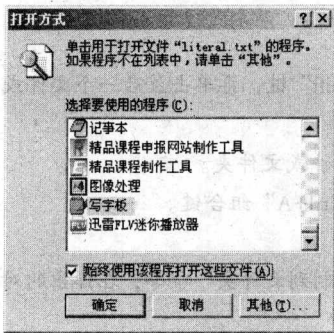 打开方式
单击用于打开文件“literal.txt”的程序。
如果程序不在列表中，请单击“其他”。
选择要使用的程序(C):
记事本
精品课程申报网站制作工具
精品课程制作工具
图像处理
写字板
迅雷FLV迷你播放器
始终使用该程序打开这些文件(A)
确定
取消
其他(T)...